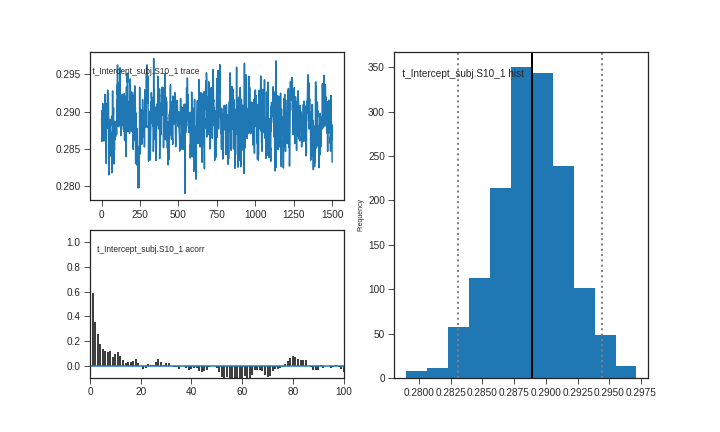 t_Intercept_subj.S10_1 trace
0.295
0.290
0.285
0.280
0 250 500 750 1000 1250 1500
t_Intercept_subj.S10_1 acorr
1.0
0.8
0.6
0.4
0.2
0.0
0 20 40 60 80 100
t_Intercept_subj.S10_1 hist
Frequency
350
300
250
200
150
100
50
0
0.2800 0.2825 0.2850 0.2875 0.2900 0.2925 0.2950 0.2975